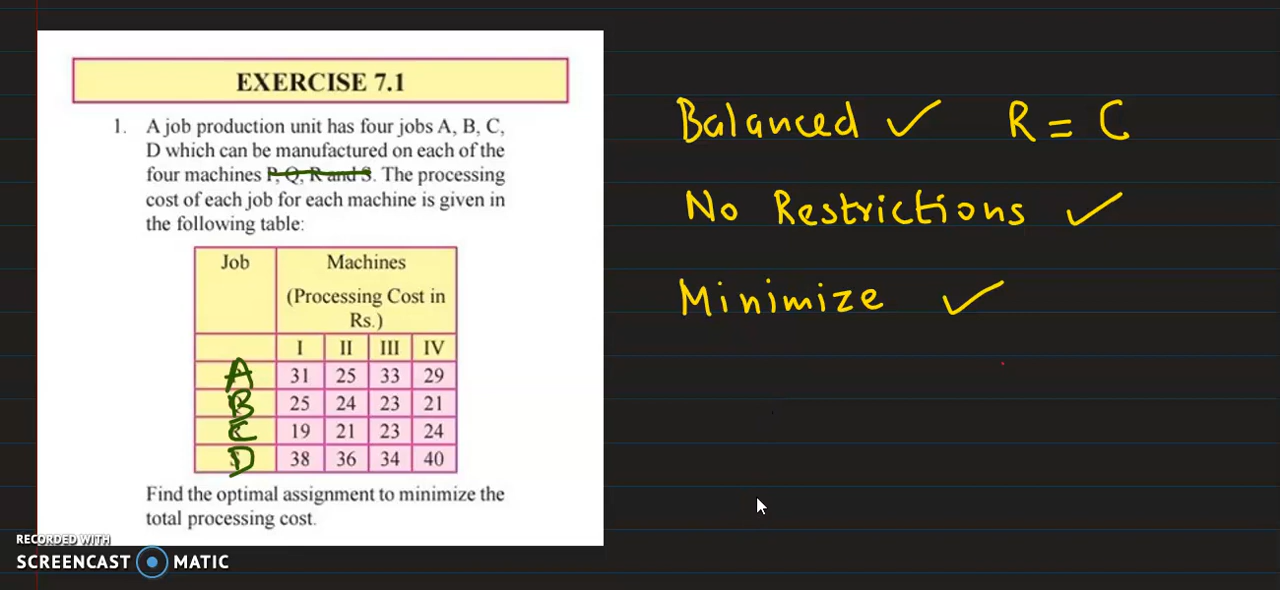 EXERCISE 7.1
1. A job production unit has four jobs A, B, C,
D which can be manufactured on each of the
four machines P, Q, R and S. The processing
cost of each job for each machine is given in
the following table:
Job Machines
(Processing Cost in
Rs.)
I II III IV
A 31 25 33 29
B 25 24 23 21
C 19 21 23 24
D 38 36 34 40
Find the optimal assignment to minimize the
total processing cost.
Balanced ✓ R = C
No Restrictions ✓
Minimize ✓
RECORDED WITH
SCREENCAST MATIC